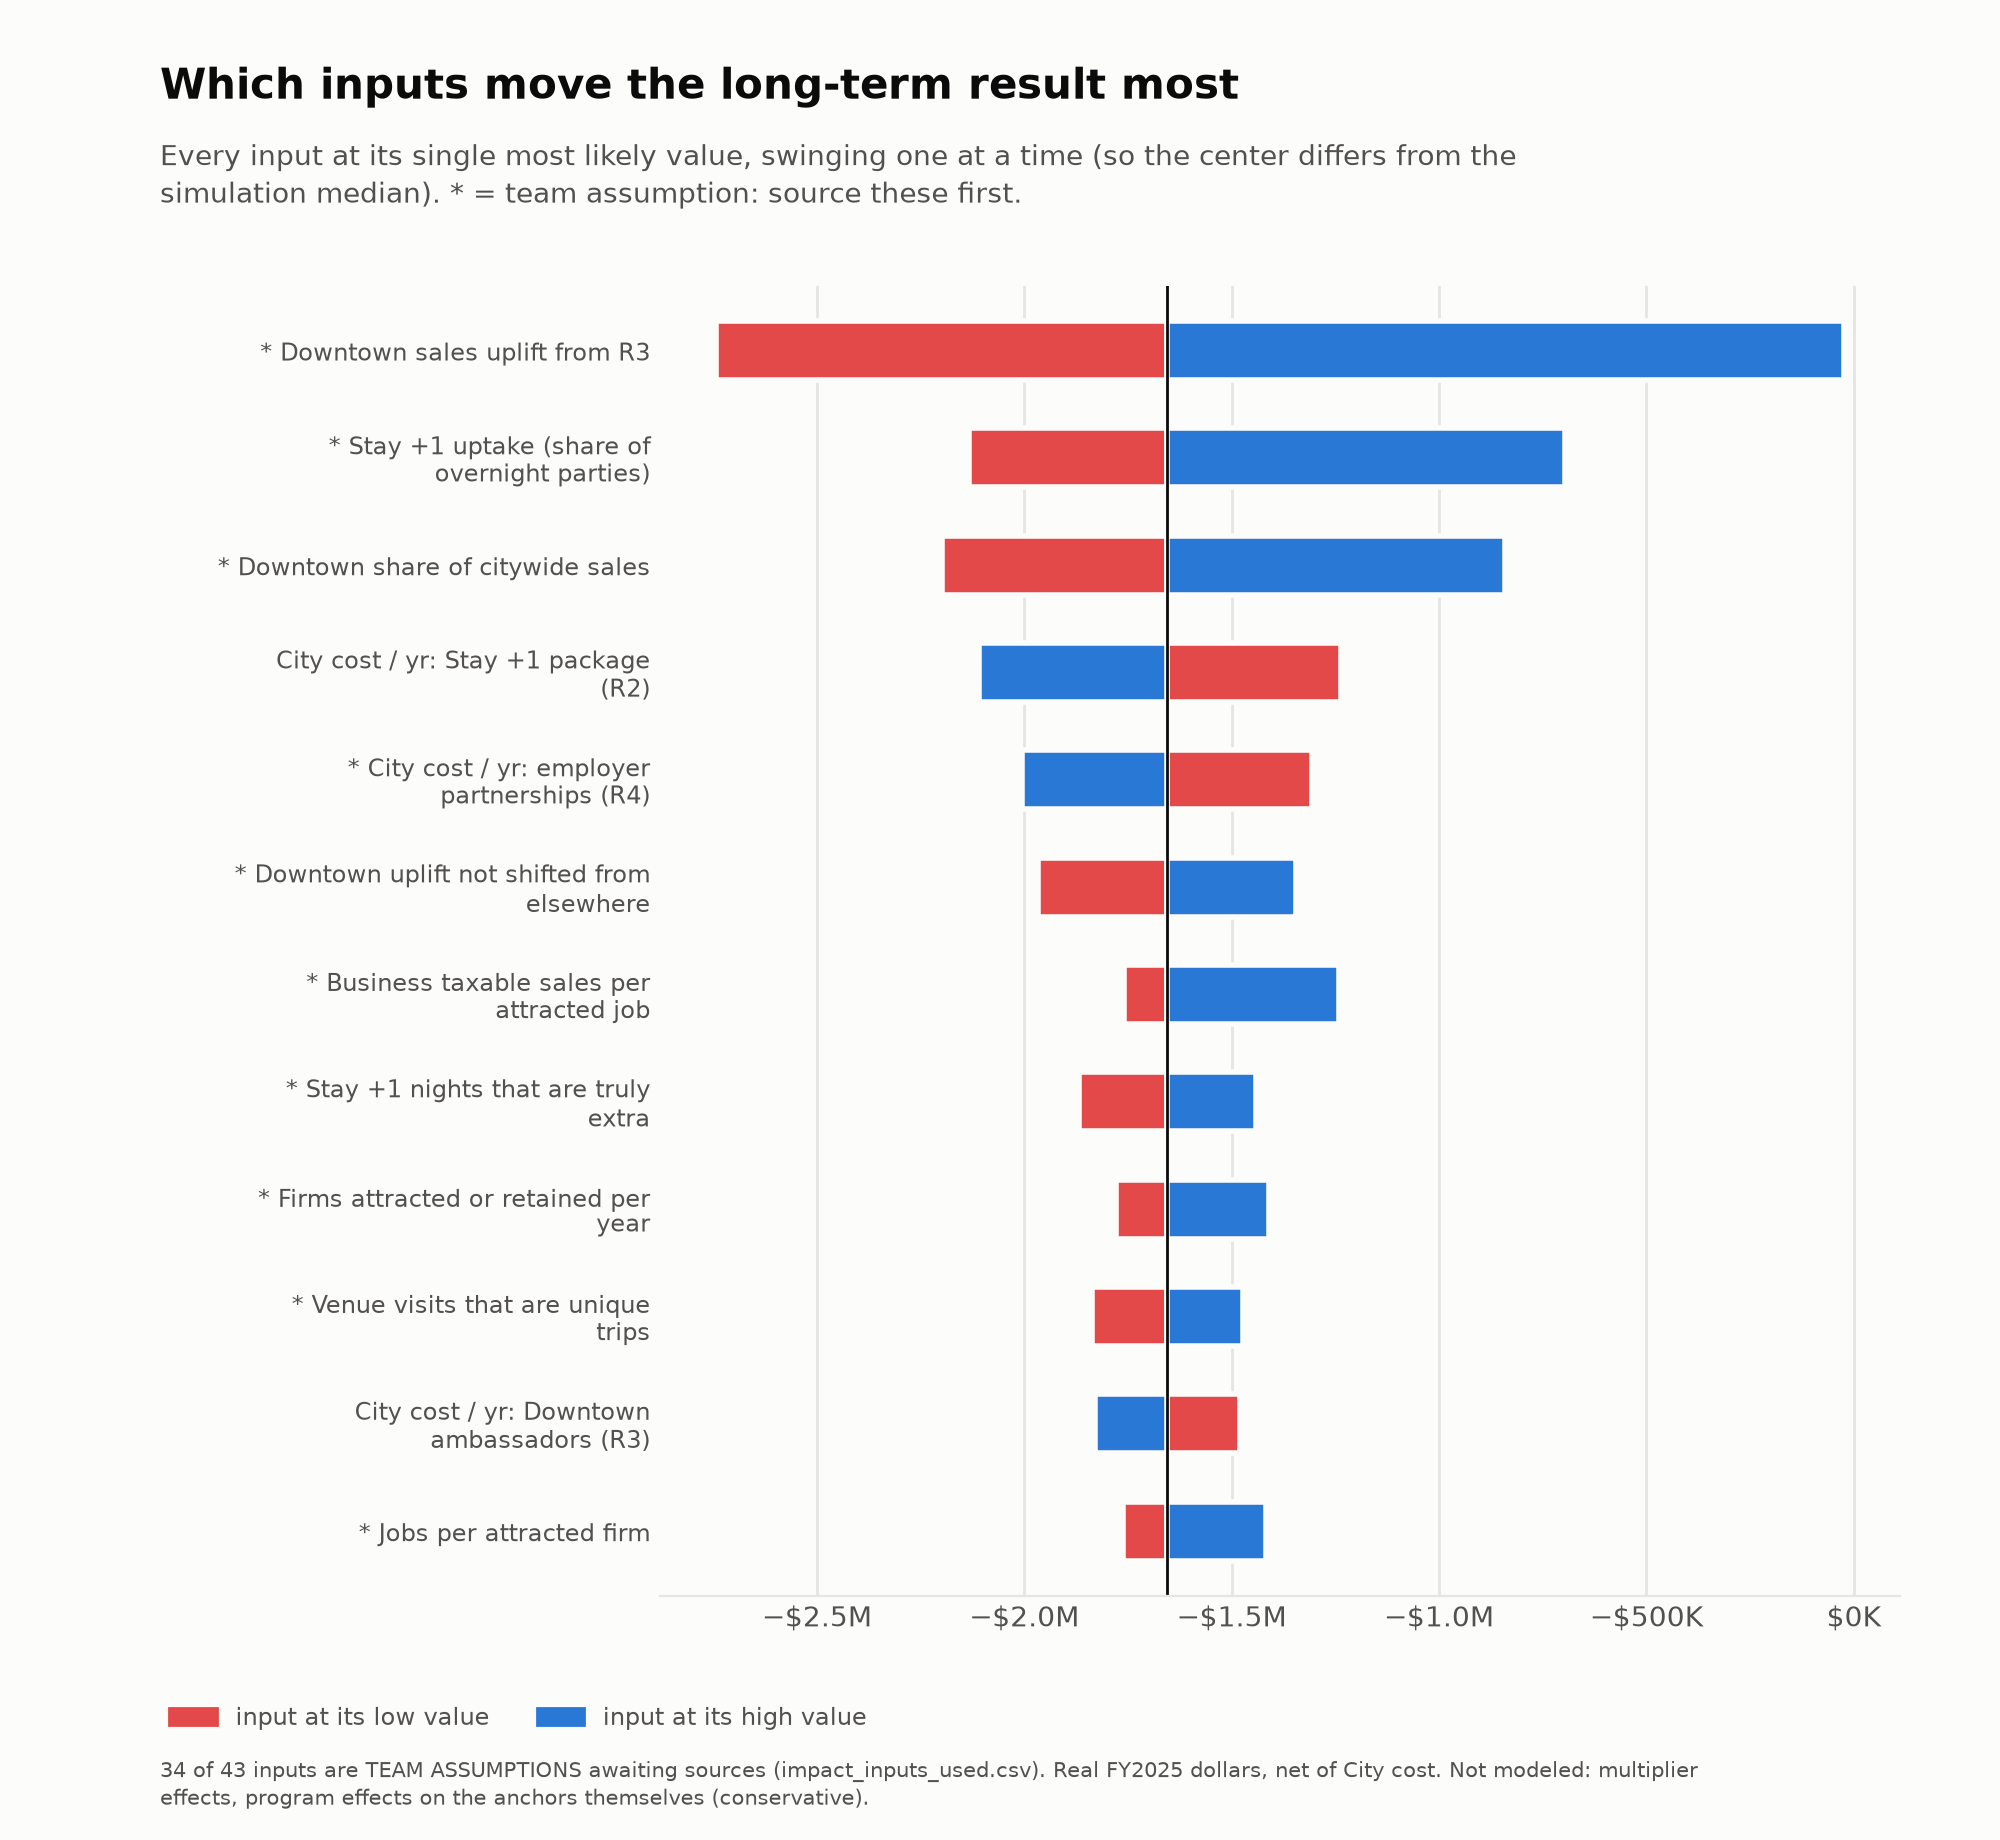 Which inputs move the long-term result most
Every input at its single most likely value, swinging one at a time (so the center differs from the
simulation median). * = team assumption: source these first.
* Downtown sales uplift from R3
* Stay +1 uptake (share of
overnight parties)
* Downtown share of citywide sales
City cost / yr: Stay +1 package
(R2)
* City cost / yr: employer
partnerships (R4)
* Downtown uplift not shifted from
elsewhere
* Business taxable sales per
attracted job
* Stay +1 nights that are truly
extra
* Firms attracted or retained per
year
* Venue visits that are unique
trips
City cost / yr: Downtown
ambassadors (R3)
* Jobs per attracted firm
−$2.5M −$2.0M −$1.5M −$1.0M −$500K $0K
input at its low value input at its high value
34 of 43 inputs are TEAM ASSUMPTIONS awaiting sources (impact_inputs_used.csv). Real FY2025 dollars, net of City cost. Not modeled: multiplier
effects, program effects on the anchors themselves (conservative).